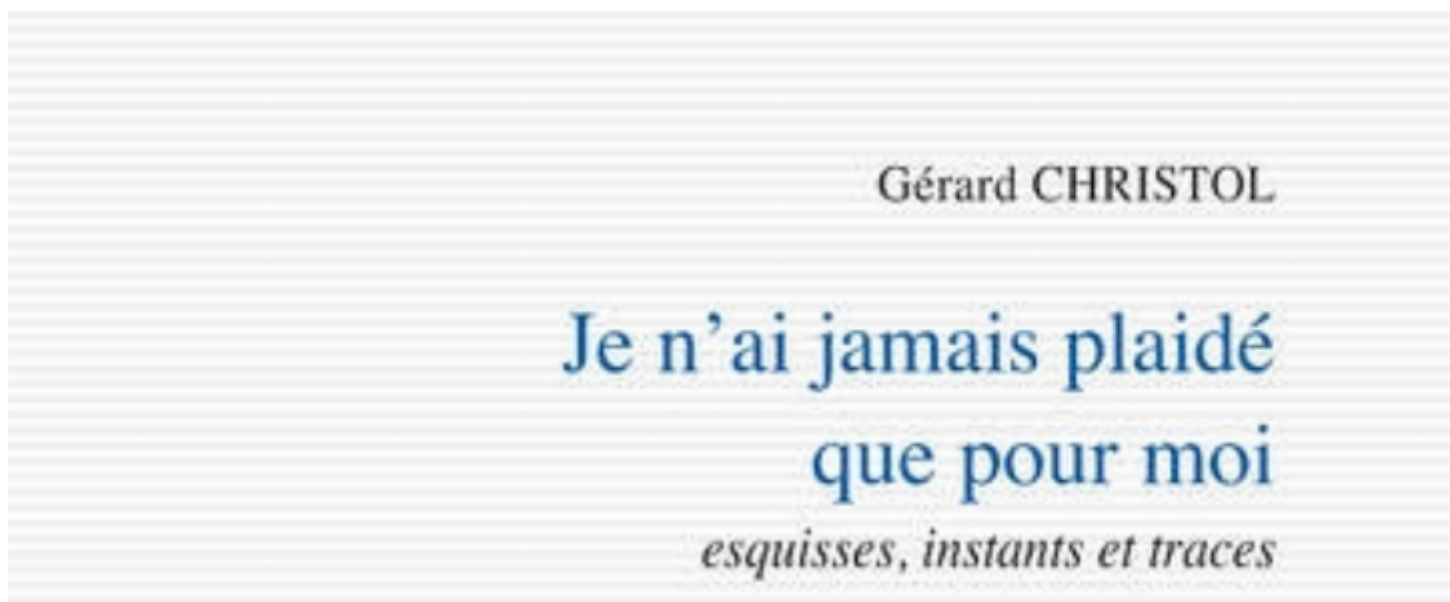 Gérard CHRISTOL
Je n’ai jamais plaidé
que pour moi
esquisses, instants et traces